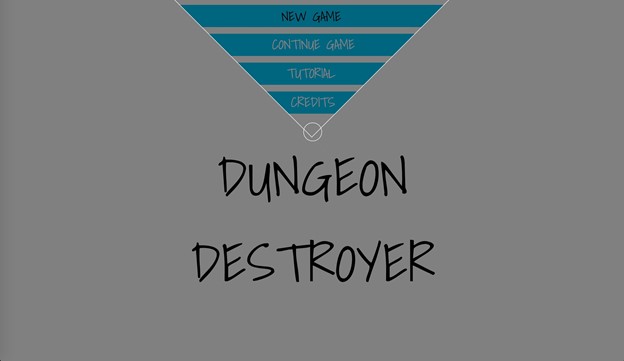 NEW GAME
CONTINUE GAME
TUTORIAL
CREDITS
DUNGEON
DESTROYER